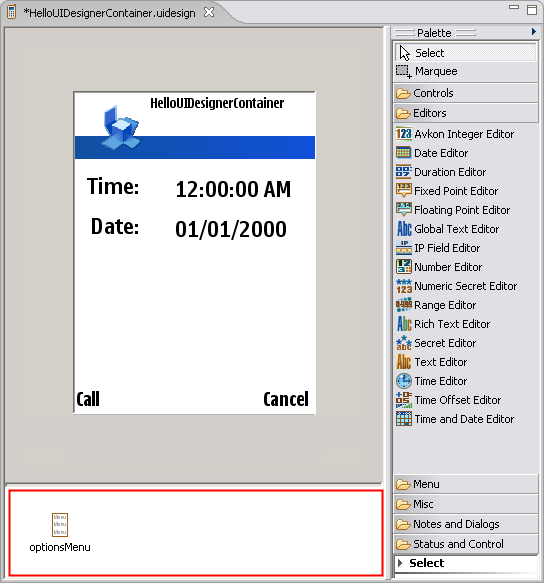 *HelloUIDesignerContainer.uidesign
HelloUIDesignerContainer
Time: 12:00:00 AM
Date: 01/01/2000
Call Cancel
optionsMenu
Palette
Select
Marquee
Controls
Editors
Avkon Integer Editor
Date Editor
Duration Editor
Fixed Point Editor
Floating Point Editor
Global Text Editor
IP Field Editor
Number Editor
Numeric Secret Editor
Range Editor
Rich Text Editor
Secret Editor
Text Editor
Time Editor
Time Offset Editor
Time and Date Editor
Menu
Misc
Notes and Dialogs
Status and Control
Select